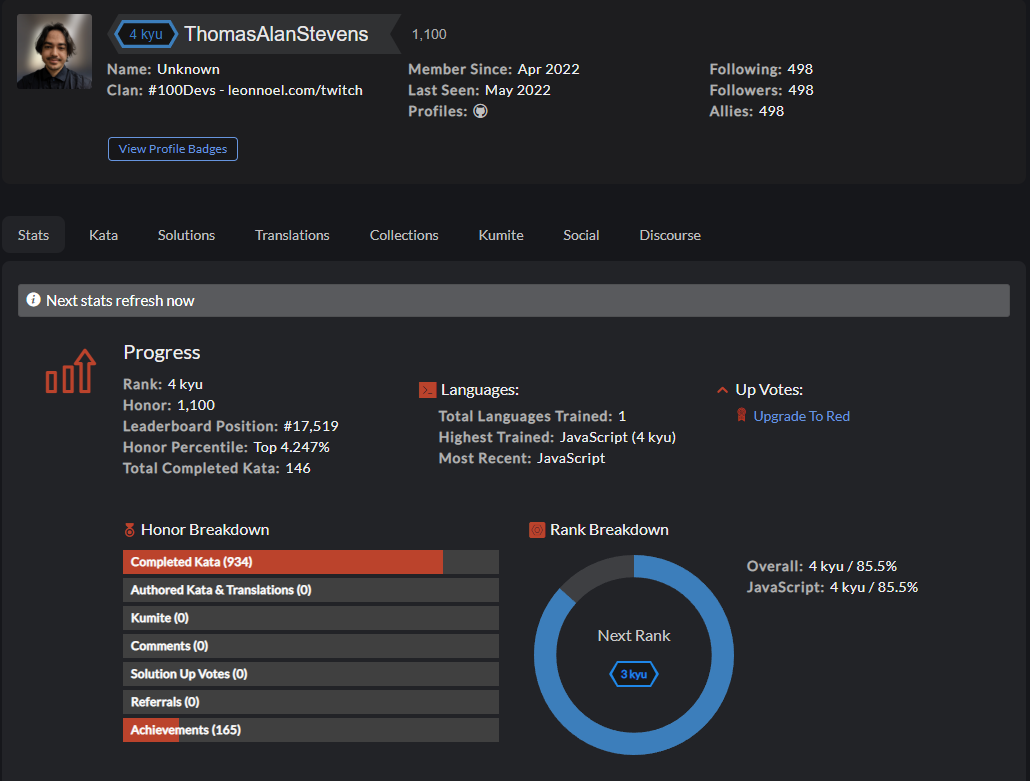 4 kyu ThomasAlanStevens 1,100
Name: Unknown
Clan: #100Devs - leonnoel.com/twitch
Member Since: Apr 2022
Last Seen: May 2022
Profiles:
Following: 498
Followers: 498
Allies: 498
View Profile Badges
Stats Kata Solutions Translations Collections Kumite Social Discourse
Next stats refresh now
Progress
Rank: 4 kyu
Honor: 1,100
Leaderboard Position: #17,519
Honor Percentile: Top 4.247%
Total Completed Kata: 146
Languages:
Total Languages Trained: 1
Highest Trained: JavaScript (4 kyu)
Most Recent: JavaScript
Up Votes:
Upgrade To Red
Honor Breakdown
Completed Kata (934)
Authored Kata & Translations (0)
Kumite (0)
Comments (0)
Solution Up Votes (0)
Referrals (0)
Achievements (165)
Rank Breakdown
Next Rank
3 kyu
Overall: 4 kyu / 85.5%
JavaScript: 4 kyu / 85.5%